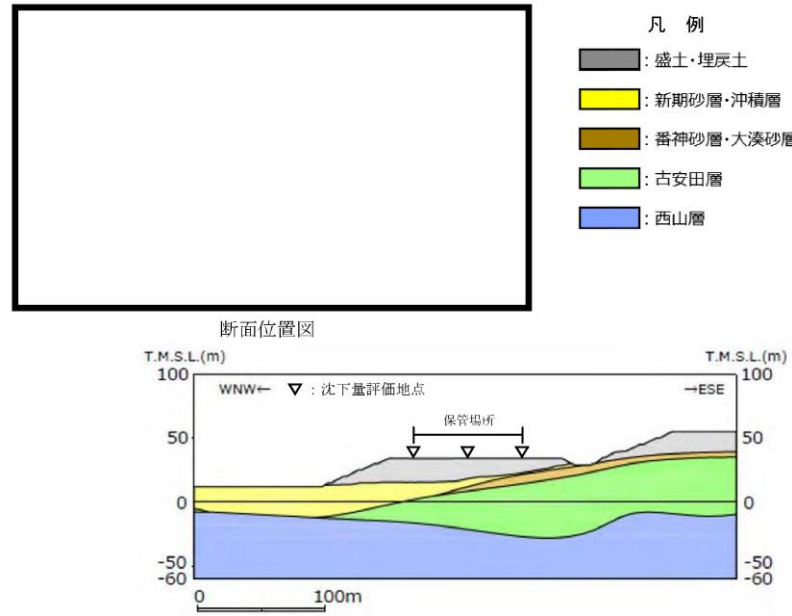 凡 例
: 盛土・埋戻土
: 新期砂層・沖積層
: 番神砂層・大湊砂層
: 古安田層
: 西山層
断面位置図
T.M.S.L.(m)
T.M.S.L.(m)
100
100
WNW←
▽ : 沈下量評価地点
→ESE
保管場所
50
50
0
0
-50
-50
-60
-60
0
100m